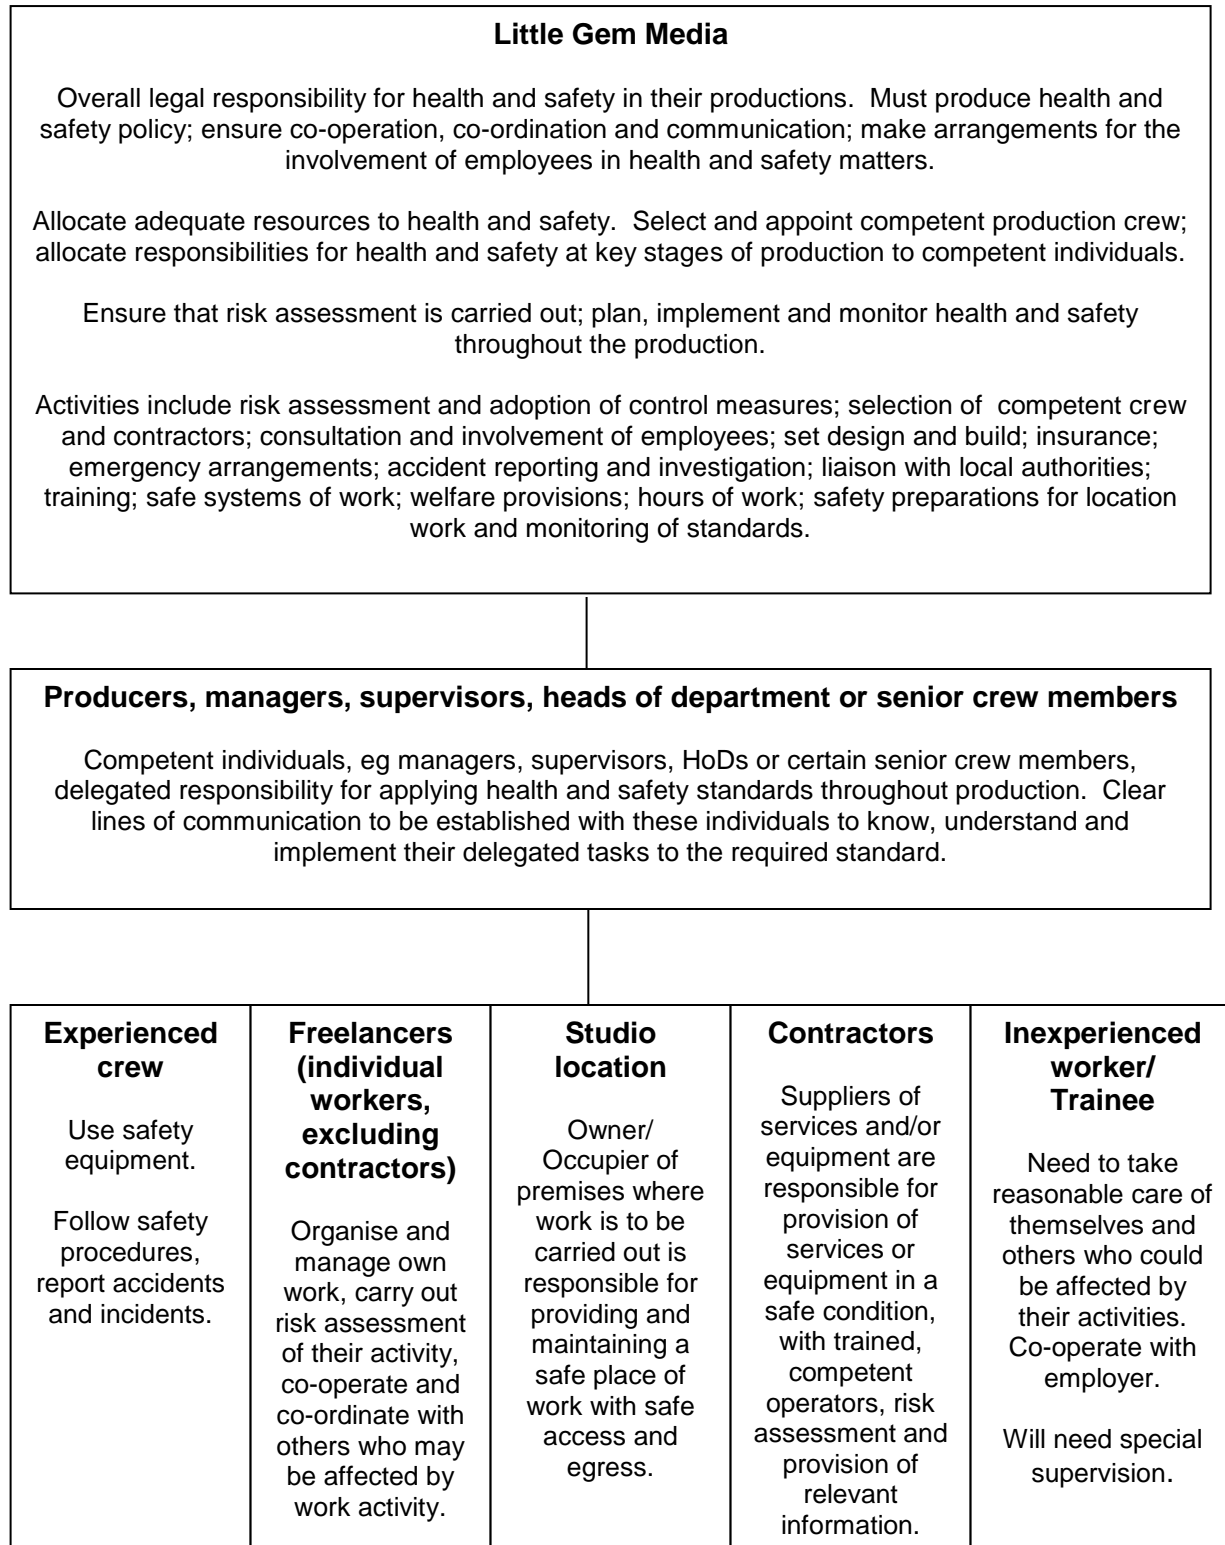 Little Gem Media
Overall legal responsibility for health and safety in their productions.  Must produce health and
safety policy; ensure co-operation, co-ordination and communication; make arrangements for the
involvement of employees in health and safety matters.
Allocate adequate resources to health and safety.  Select and appoint competent production crew;
allocate responsibilities for health and safety at key stages of production to competent individuals.
Ensure that risk assessment is carried out; plan, implement and monitor health and safety
throughout the production.
Activities include risk assessment and adoption of control measures; selection of  competent crew
and contractors; consultation and involvement of employees; set design and build; insurance;
emergency arrangements; accident reporting and investigation; liaison with local authorities;
training; safe systems of work; welfare provisions; hours of work; safety preparations for location
work and monitoring of standards.
Producers, managers, supervisors, heads of department or senior crew members
Competent individuals, eg managers, supervisors, HoDs or certain senior crew members,
delegated responsibility for applying health and safety standards throughout production.  Clear
lines of communication to be established with these individuals to know, understand and
implement their delegated tasks to the required standard.
Experienced
crew
Use safety
equipment.
Follow safety
procedures,
report accidents
and incidents.
Freelancers
(individual
workers,
excluding
contractors)
Organise and
manage own
work, carry out
risk assessment
of their activity,
co-operate and
co-ordinate with
others who may
be affected by
work activity.
Studio
location
Owner/
Occupier of
premises where
work is to be
carried out is
responsible for
providing and
maintaining a
safe place of
work with safe
access and
egress.
Contractors
Suppliers of
services and/or
equipment are
responsible for
provision of
services or
equipment in a
safe condition,
with trained,
competent
operators, risk
assessment and
provision of
relevant
information.
Inexperienced
worker/
Trainee
Need to take
reasonable care of
themselves and
others who could
be affected by
their activities.
Co-operate with
employer.
Will need special
supervision.